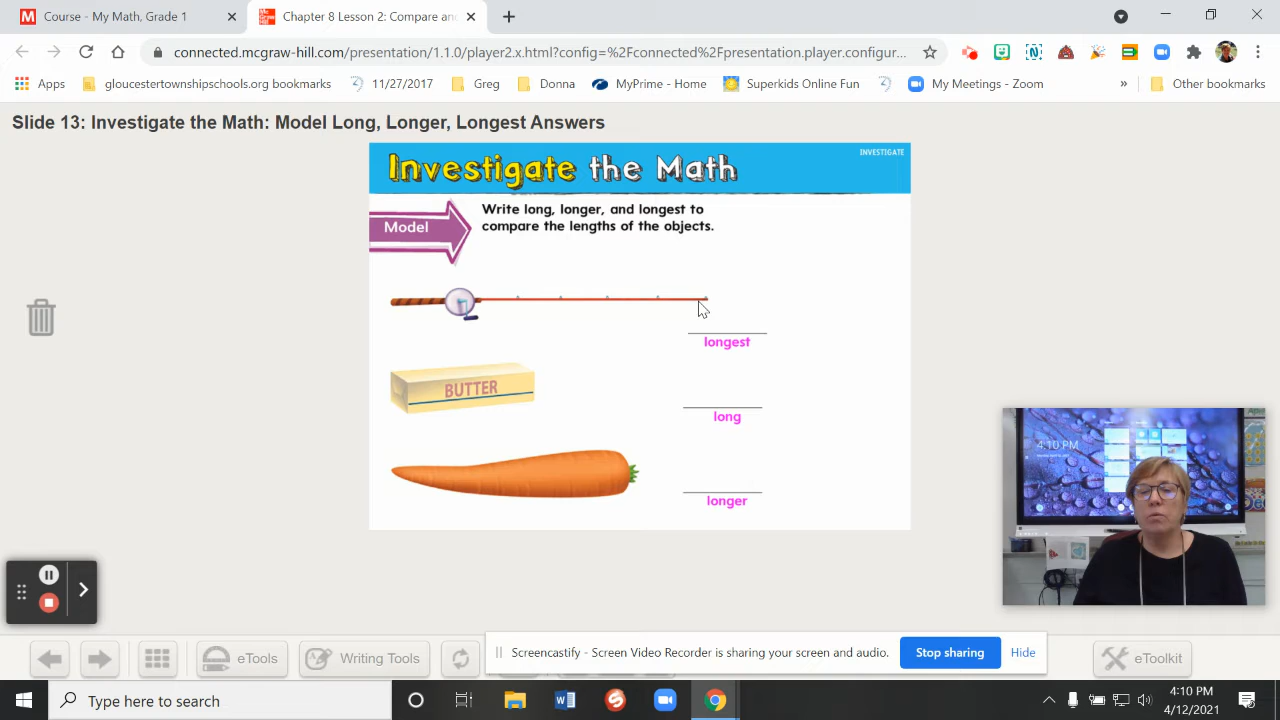 Course - My Math, Grade 1
Chapter 8 Lesson 2: Compare and
connected.mcgraw-hill.com/presentation/1.1.0/player2.xhtml?config=%2Fconnected%2Fpresentation.player.configur...
Apps
gloucestertownshipschools.org bookmarks
11/27/2017
Greg
Donna
MyPrime - Home
Superkids Online Fun
My Meetings - Zoom
»
Other bookmarks
Slide 13: Investigate the Math: Model Long, Longer, Longest Answers
Investigate the Math
INVESTIGATE
Model
Write long, longer, and longest to
compare the lengths of the objects.
longest
BUTTER
long
longer
4:10 PM
eTools
Writing Tools
Screencastify - Screen Video Recorder is sharing your screen and audio.
Stop sharing
Hide
eToolkit
Type here to search
4:10 PM
4/12/2021